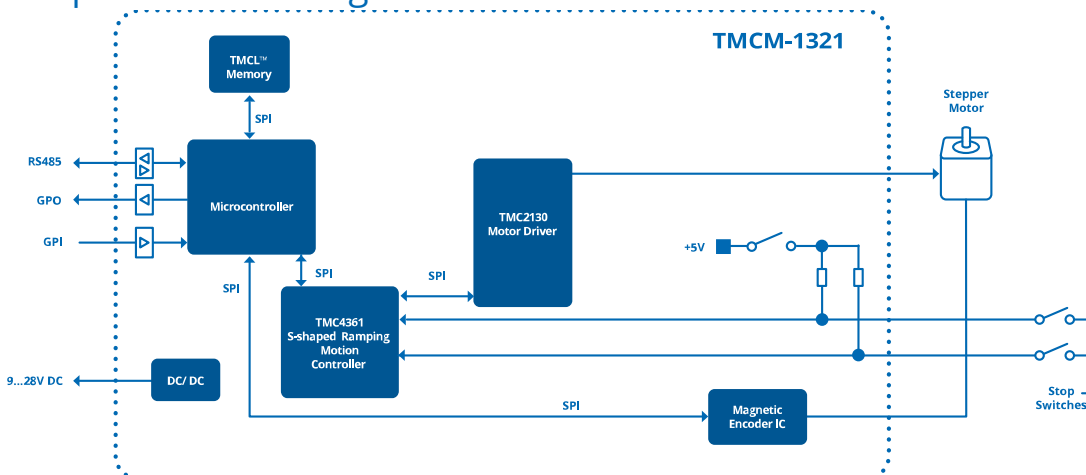 TMCM-1321
TMCL™
Memory
SPI
Stepper
Motor
RS485
GPO
GPI
Microcontroller
TMC2130
Motor Driver
+5V
SPI
SPI
SPI
TMC4361
S-shaped Ramping
Motion
Controller
9...28V DC
DC/ DC
SPI
Magnetic
Encoder IC
Stop
Switches